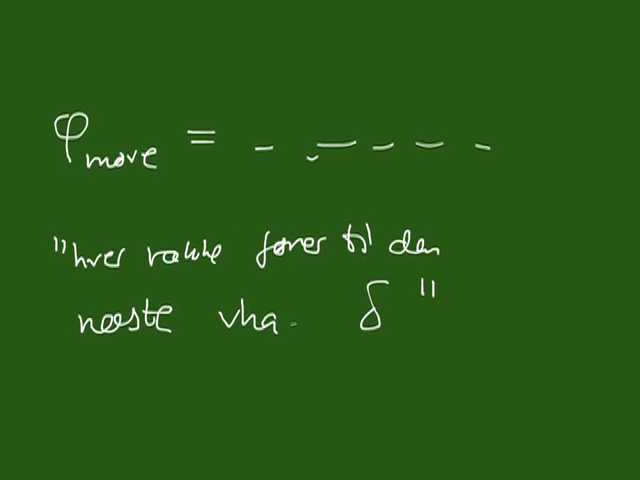 φmove = - - - - -
"hver række fører til den
næste vha. δ"